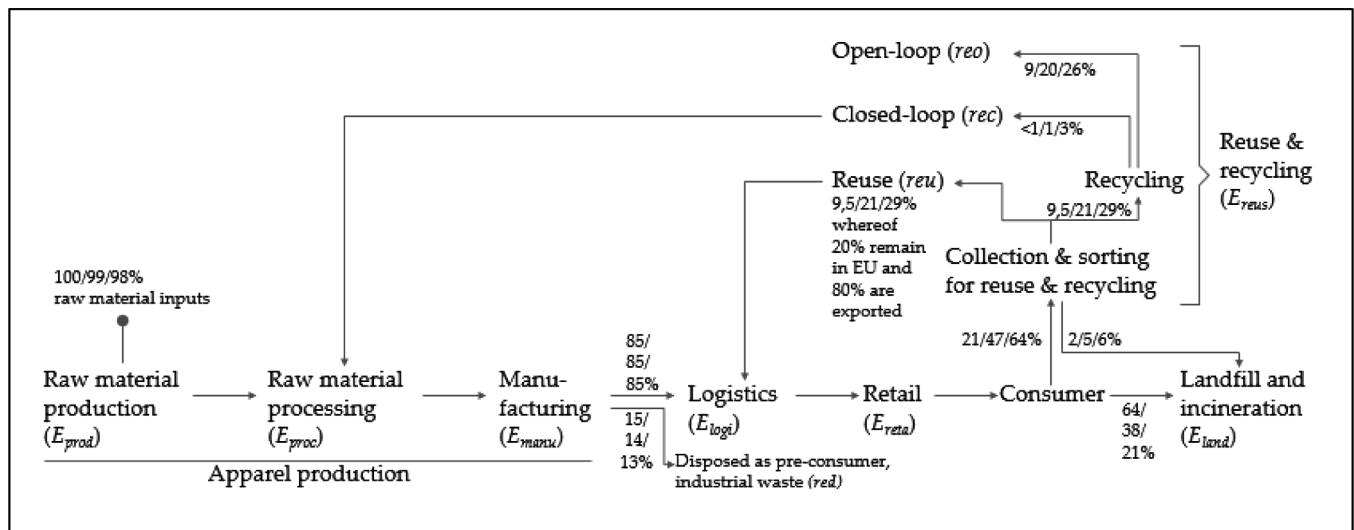 Open-loop (reo)
9/20/26%
Closed-loop (rec)
<1/1/3%
Reuse &
recycling
(Ereus)
Reuse (reu)
9,5/21/29%
whereof
20% remain
in EU and
80% are
exported
Recycling
9,5/21/29%
Collection & sorting
for reuse & recycling
100/99/98%
raw material inputs
21/47/64%
2/5/6%
85/
85/
85%
Raw material
production
(Eprod)
Raw material
processing
(Eproc)
Manu-
facturing
(Emanu)
Logistics
(Elogi)
Retail
(Ereta)
Consumer
Landfill and
incineration
(Eland)
15/
14/
13%
64/
38/
21%
Apparel production
Disposed as pre-consumer,
industrial waste (red)